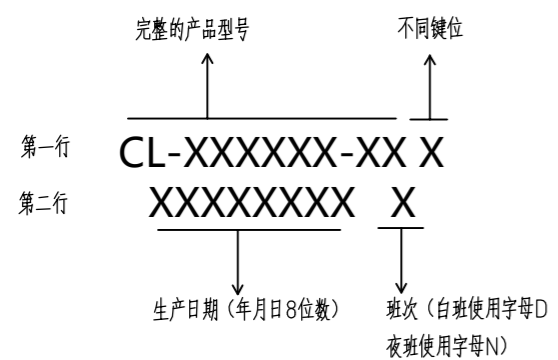 完整的产品型号 不同键位
第一行 CL-XXXXXX-XX X
第二行 XXXXXXXX X
生产日期（年月日8位数） 班次（白班使用字母D
夜班使用字母N）